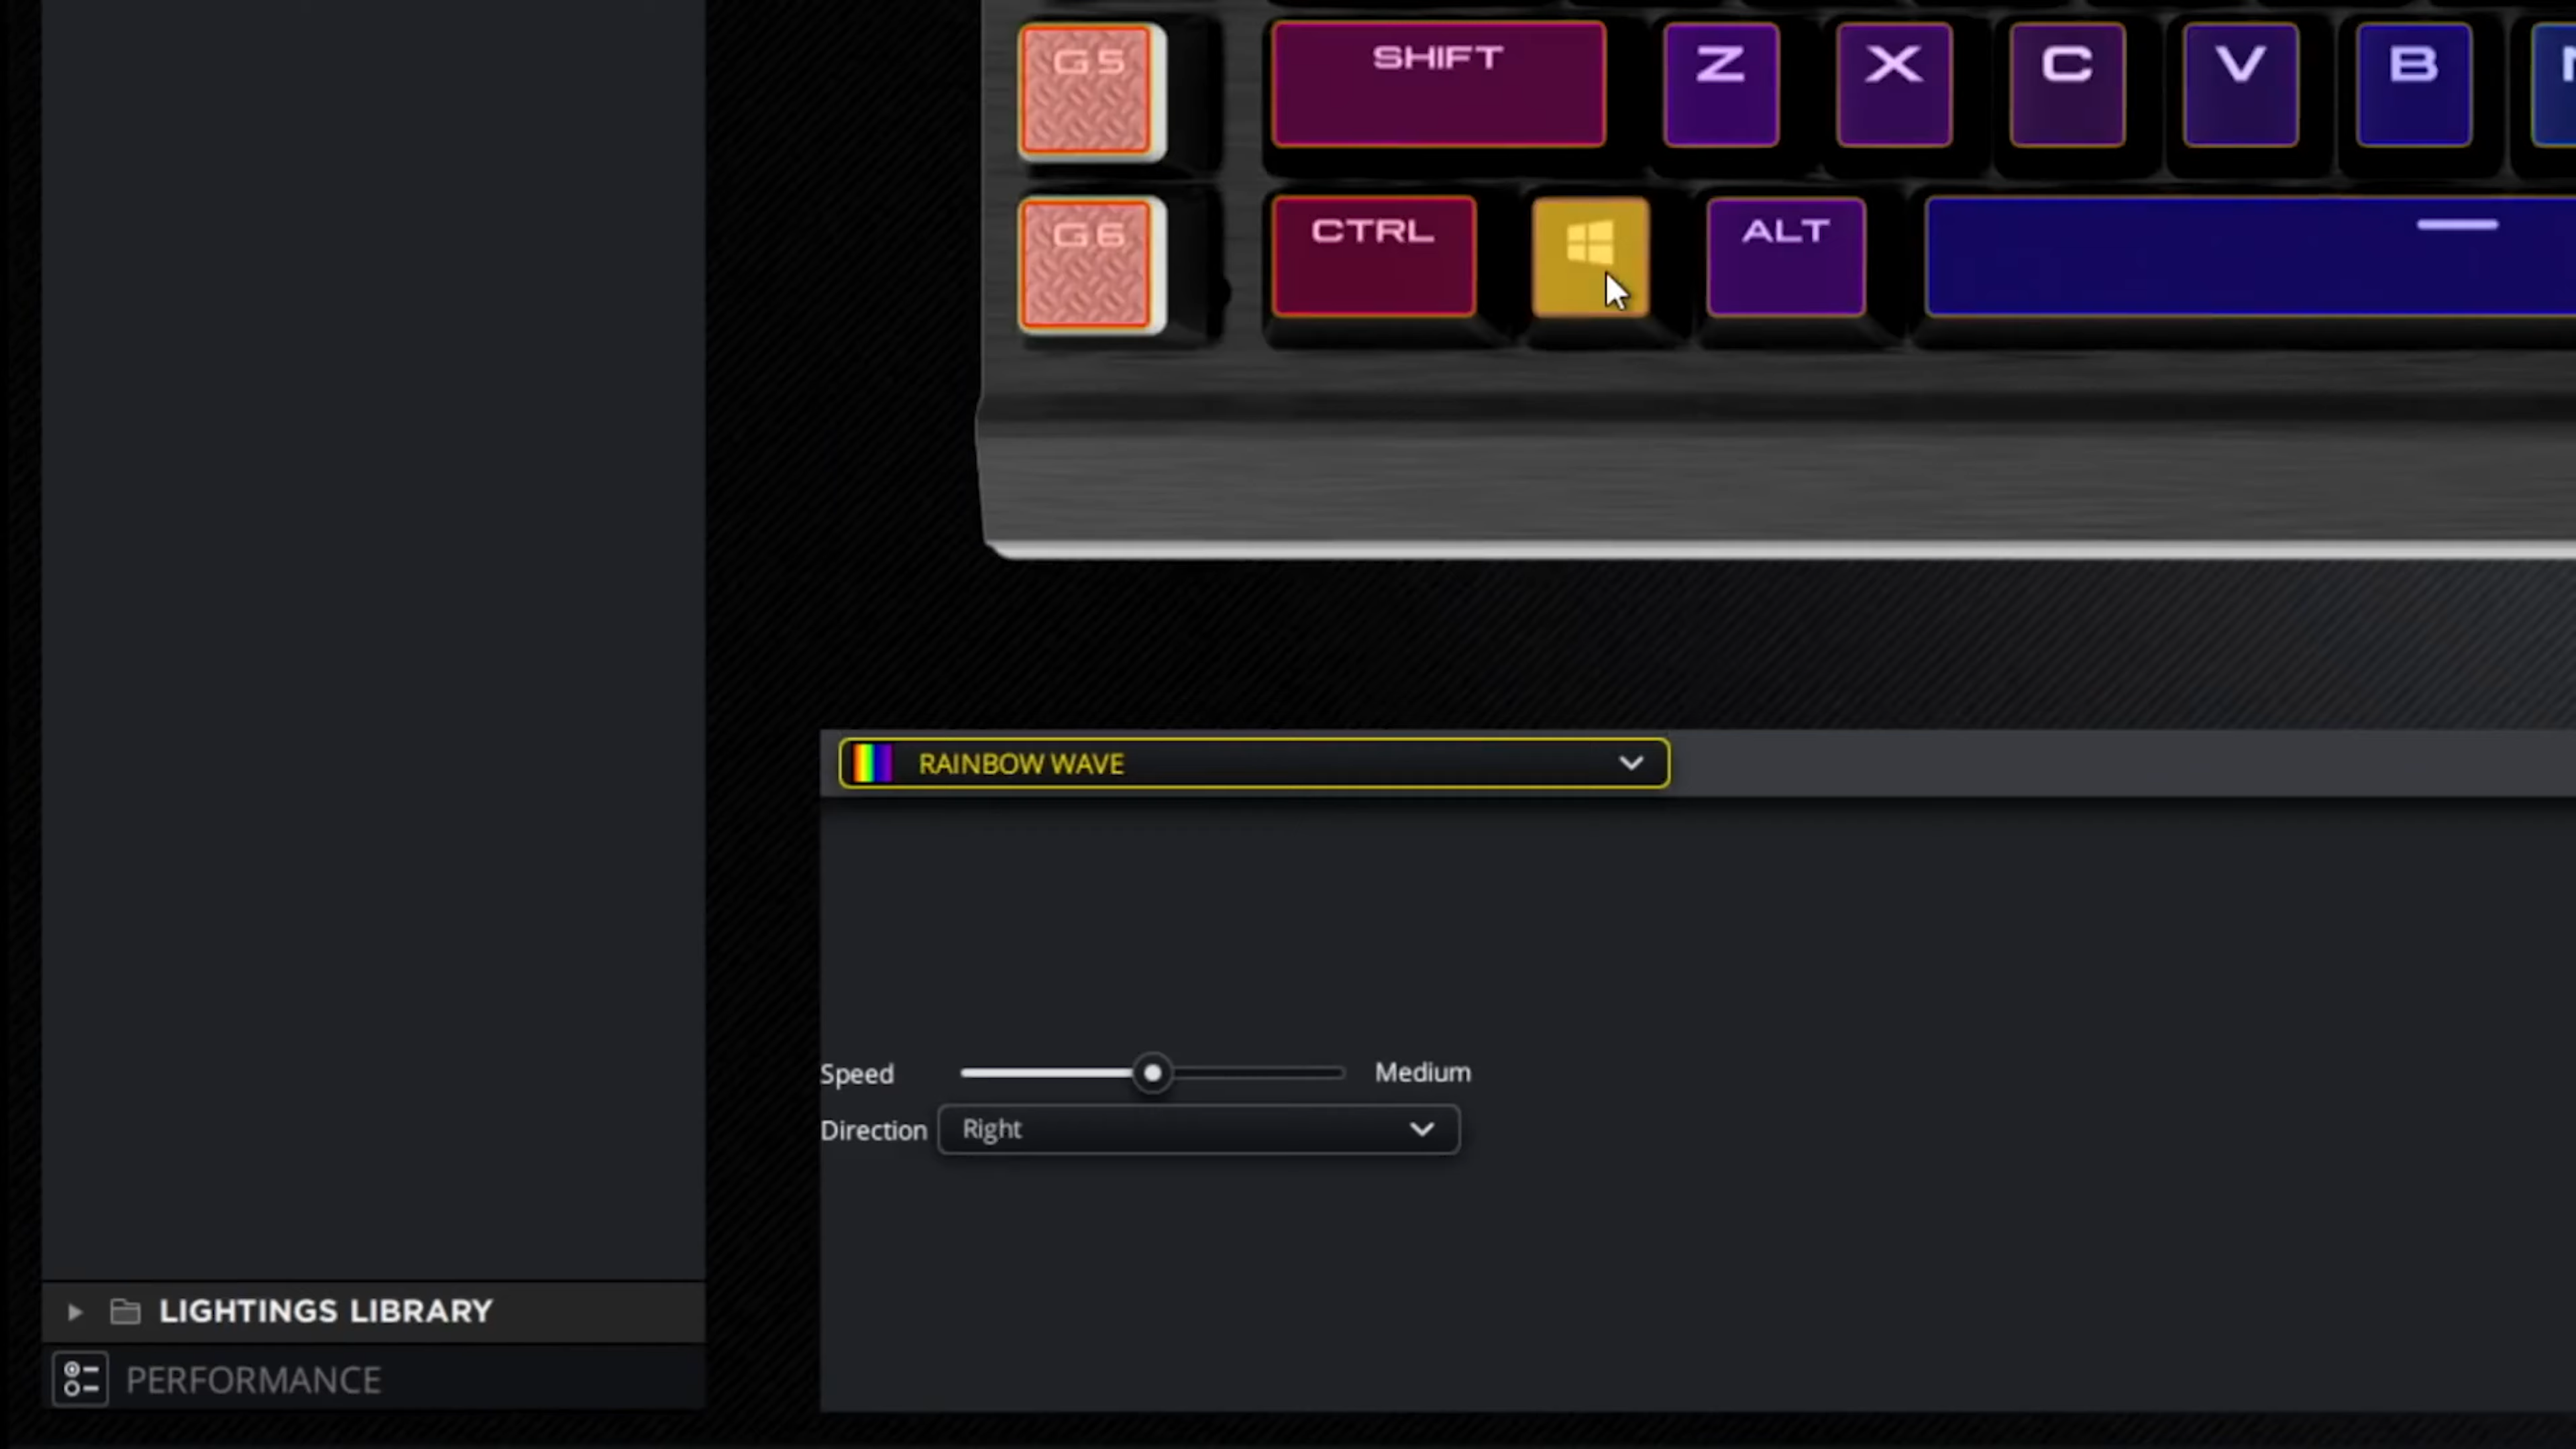 G5 SHIFT Z X C V B
G6 CTRL ALT
RAINBOW WAVE
Speed Medium
Direction Right
LIGHTINGS LIBRARY
PERFORMANCE